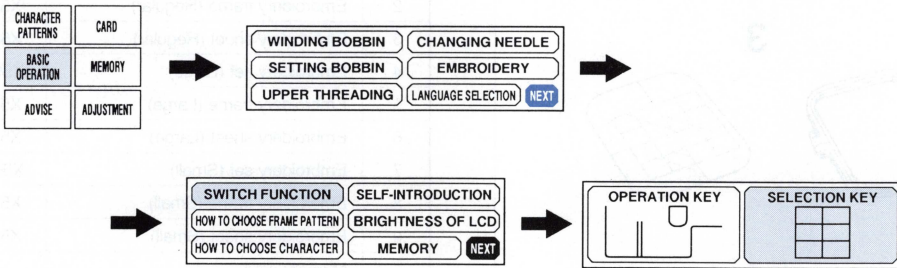 CHARACTER PATTERNS
CARD
BASIC OPERATION
MEMORY
ADVISE
ADJUSTMENT
WINDING BOBBIN
CHANGING NEEDLE
SETTING BOBBIN
EMBROIDERY
UPPER THREADING
LANGUAGE SELECTION
NEXT
SWITCH FUNCTION
SELF-INTRODUCTION
HOW TO CHOOSE FRAME PATTERN
BRIGHTNESS OF LCD
HOW TO CHOOSE CHARACTER
MEMORY
NEXT
OPERATION KEY
SELECTION KEY